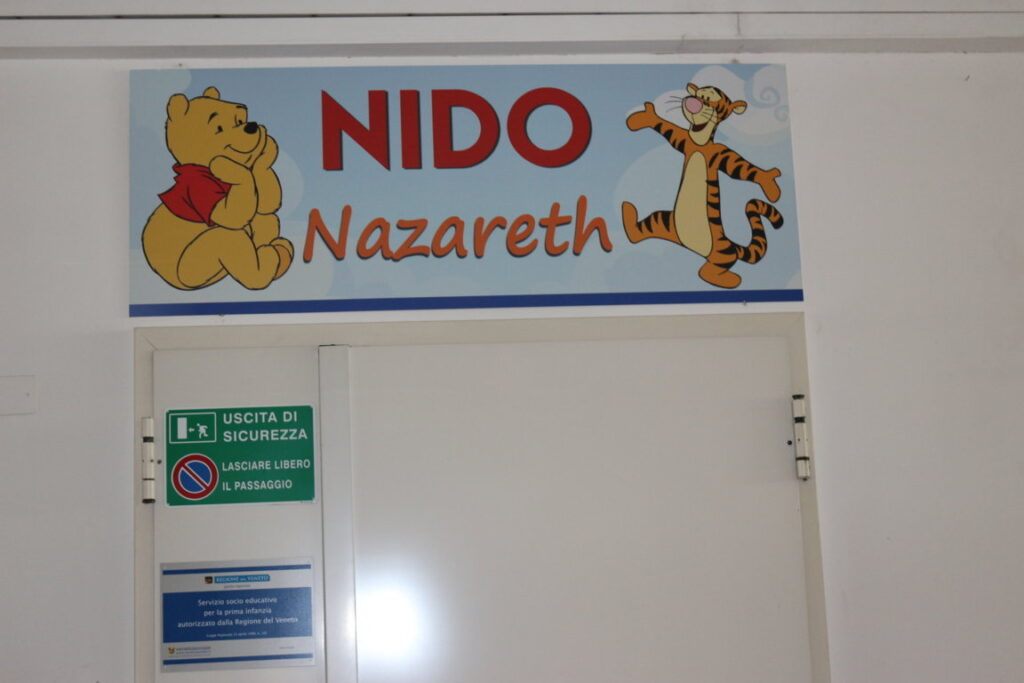 NIDO
Nazareth
USCITA DI
SICUREZZA
LASCIARE LIBERO
IL PASSAGGIO
REGIONE DEL VENETO
Servizio socio educativo
per la prima infanzia
autorizzato dalla Regione del Veneto